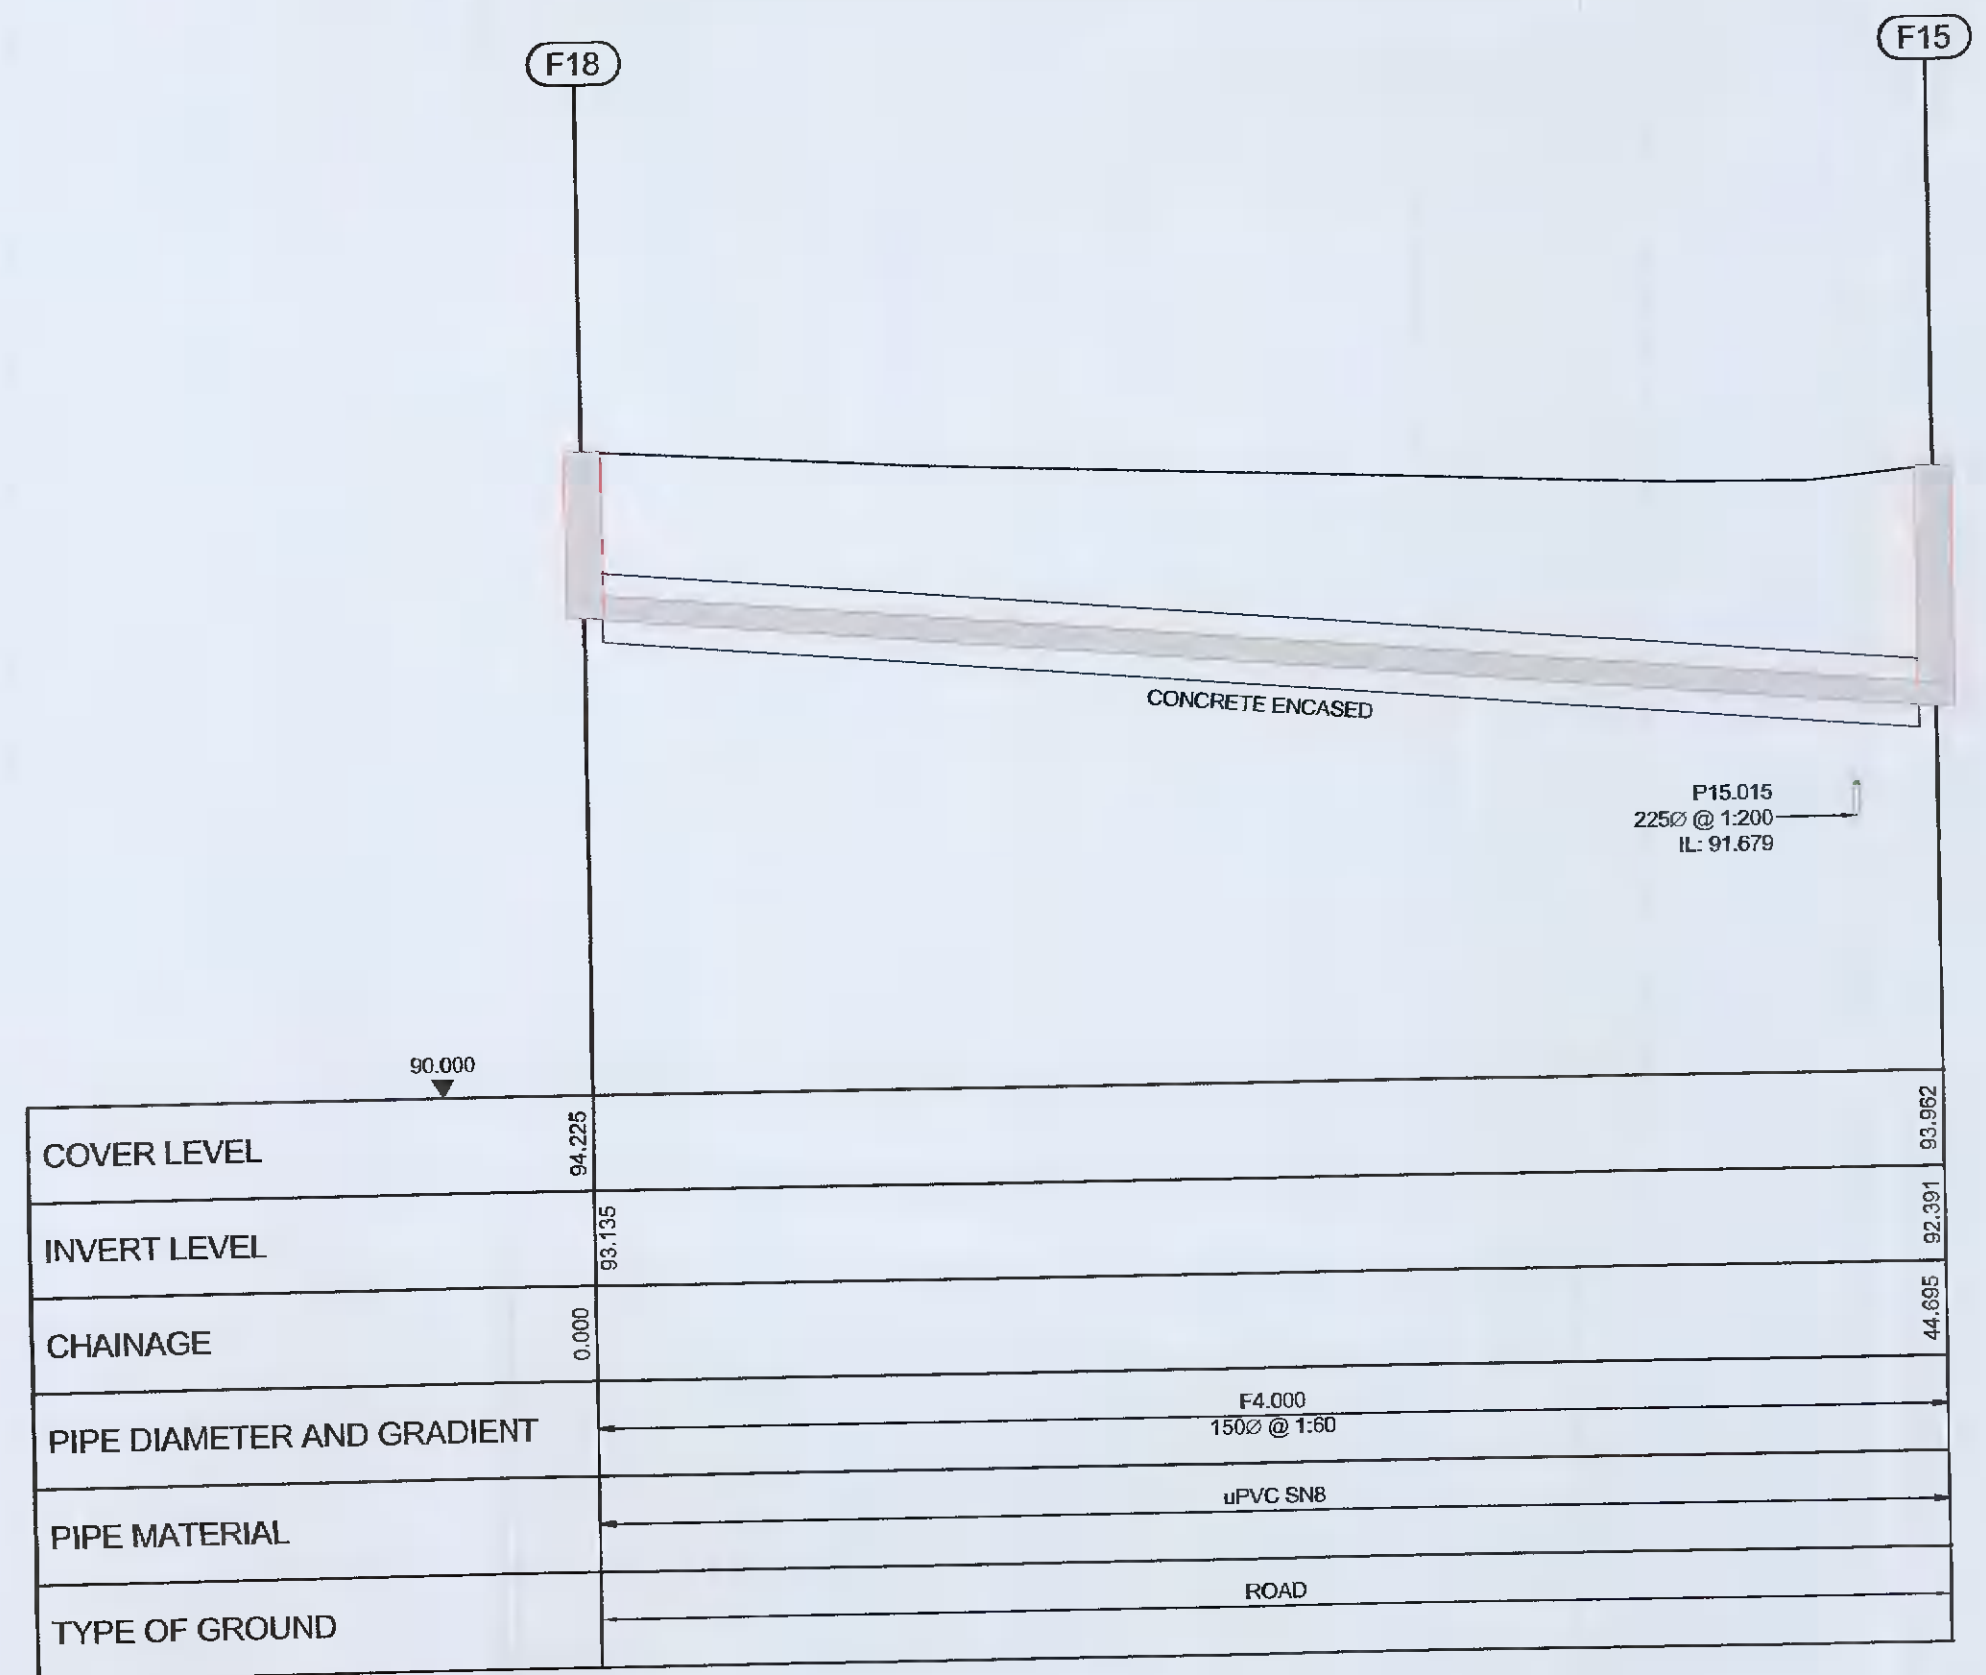 F18
F15
CONCRETE ENCASED
P15.015
225Ø @ 1:200
IL: 91.679
90.000
COVER LEVEL
94.225
93.962
INVERT LEVEL
93.135
92.391
CHAINAGE
0.000
44.695
PIPE DIAMETER AND GRADIENT
F4.000
150Ø @ 1:60
PIPE MATERIAL
uPVC SN8
TYPE OF GROUND
ROAD